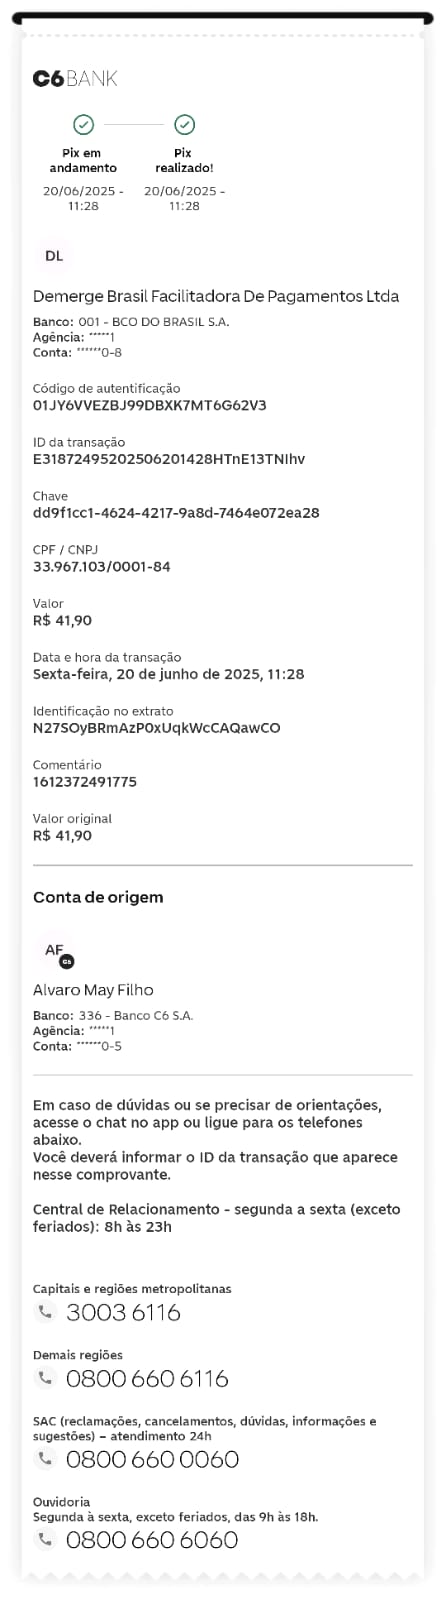 C6 BANK
Pix em andamento
20/06/2025 - 11:28
Pix realizado!
20/06/2025 - 11:28
DL
Demerge Brasil Facilitadora De Pagamentos Ltda
Banco: 001 - BCO DO BRASIL S.A.
Agência: *****1
Conta: ******0-8
Código de autentificação
01JY6VVEZBJ99DBXK7MT6G62V3
ID da transação
E31872495202506201428HTnE13TNIhv
Chave
dd9f1cc1-4624-4217-9a8d-7464e072ea28
CPF / CNPJ
33.967.103/0001-84
Valor
R$ 41,90
Data e hora da transação
Sexta-feira, 20 de junho de 2025, 11:28
Identificação no extrato
N27SOyBRmAzP0xUqkWcCAQawCO
Comentário
1612372491775
Valor original
R$ 41,90
Conta de origem
AF
C6
Alvaro May Filho
Banco: 336 - Banco C6 S.A.
Agência: *****1
Conta: ******0-5
Em caso de dúvidas ou se precisar de orientações,
acesse o chat no app ou ligue para os telefones
abaixo.
Você deverá informar o ID da transação que aparece
nesse comprovante.
Central de Relacionamento - segunda a sexta (exceto
feriados): 8h às 23h
Capitais e regiões metropolitanas
3003 6116
Demais regiões
0800 660 6116
SAC (reclamações, cancelamentos, dúvidas, informações e
sugestões) – atendimento 24h
0800 660 0060
Ouvidoria
Segunda à sexta, exceto feriados, das 9h às 18h.
0800 660 6060